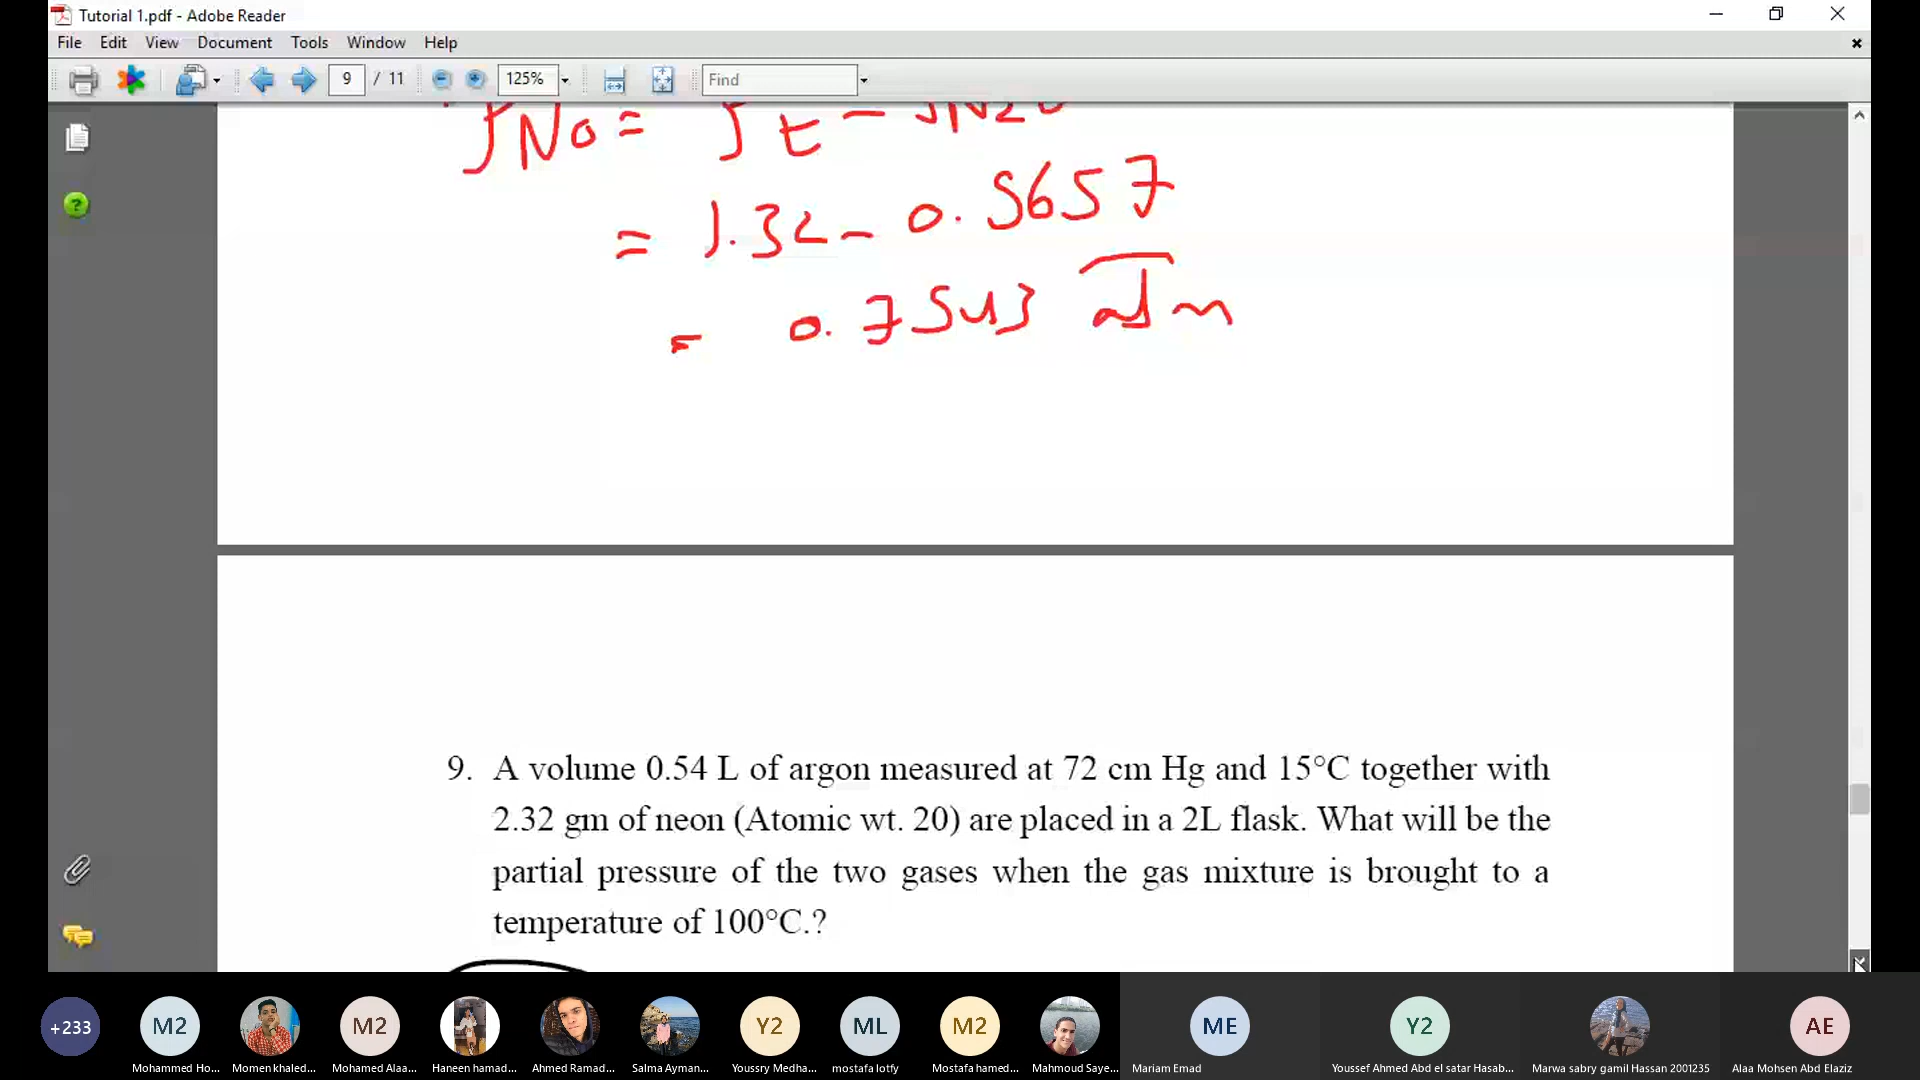 Tutorial 1.pdf - Adobe Reader
File Edit View Document Tools Window Help
9 / 11 125% Find
= 1.32 - 0.5657
= 0.7543 atm
9. A volume 0.54 L of argon measured at 72 cm Hg and 15°C together with
2.32 gm of neon (Atomic wt. 20) are placed in a 2L flask. What will be the
partial pressure of the two gases when the gas mixture is brought to a
temperature of 100°C.?
+233 M2 M2 Y2 ML M2 ME Y2 AE
Mohammed Ho... Momen khaled... Mohamed Alaa... Haneen hamad... Ahmed Ramad... Salma Ayman... Youssry Medha... mostafa lotfy Mostafa hamed... Mahmoud Saye... Mariam Emad Youssef Ahmed Abd el satar Hasab... Marwa sabry gamil Hassan 2001235 Alaa Mohsen Abd Elaziz